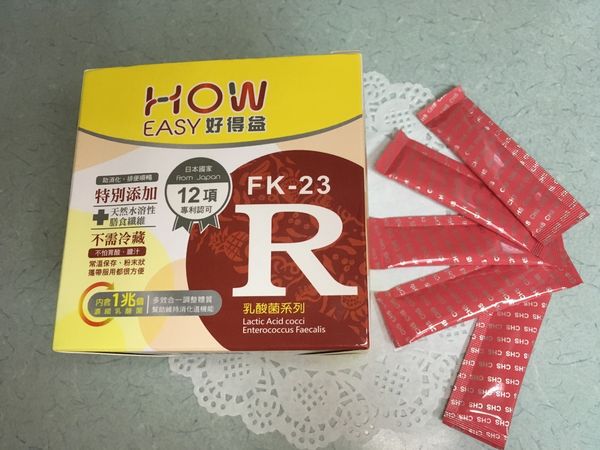 HOW
EASY 好得益
助消化、排便順暢
特別添加
+天然水溶性
膳食纖維
不需冷藏
不怕胃酸、膽汁
常溫保存、粉末狀
攜帶服用都很方便
日本國家
From Japan
12項
專利認可
FK-23
R
乳酸菌系列
Lactic Acid cocci
Enterococcus Faecalis
內含1兆個
濃縮乳酸菌
多效合一調整體質
幫助維持消化道機能
CHS CHS CHS CHS